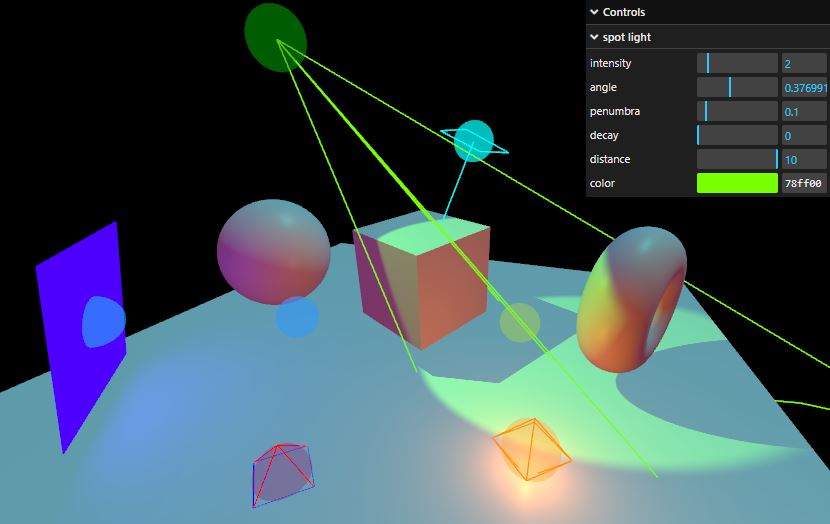 Controls
spot light
intensity 2
angle 0.376991
penumbra 0.1
decay 0
distance 10
color 78ff00